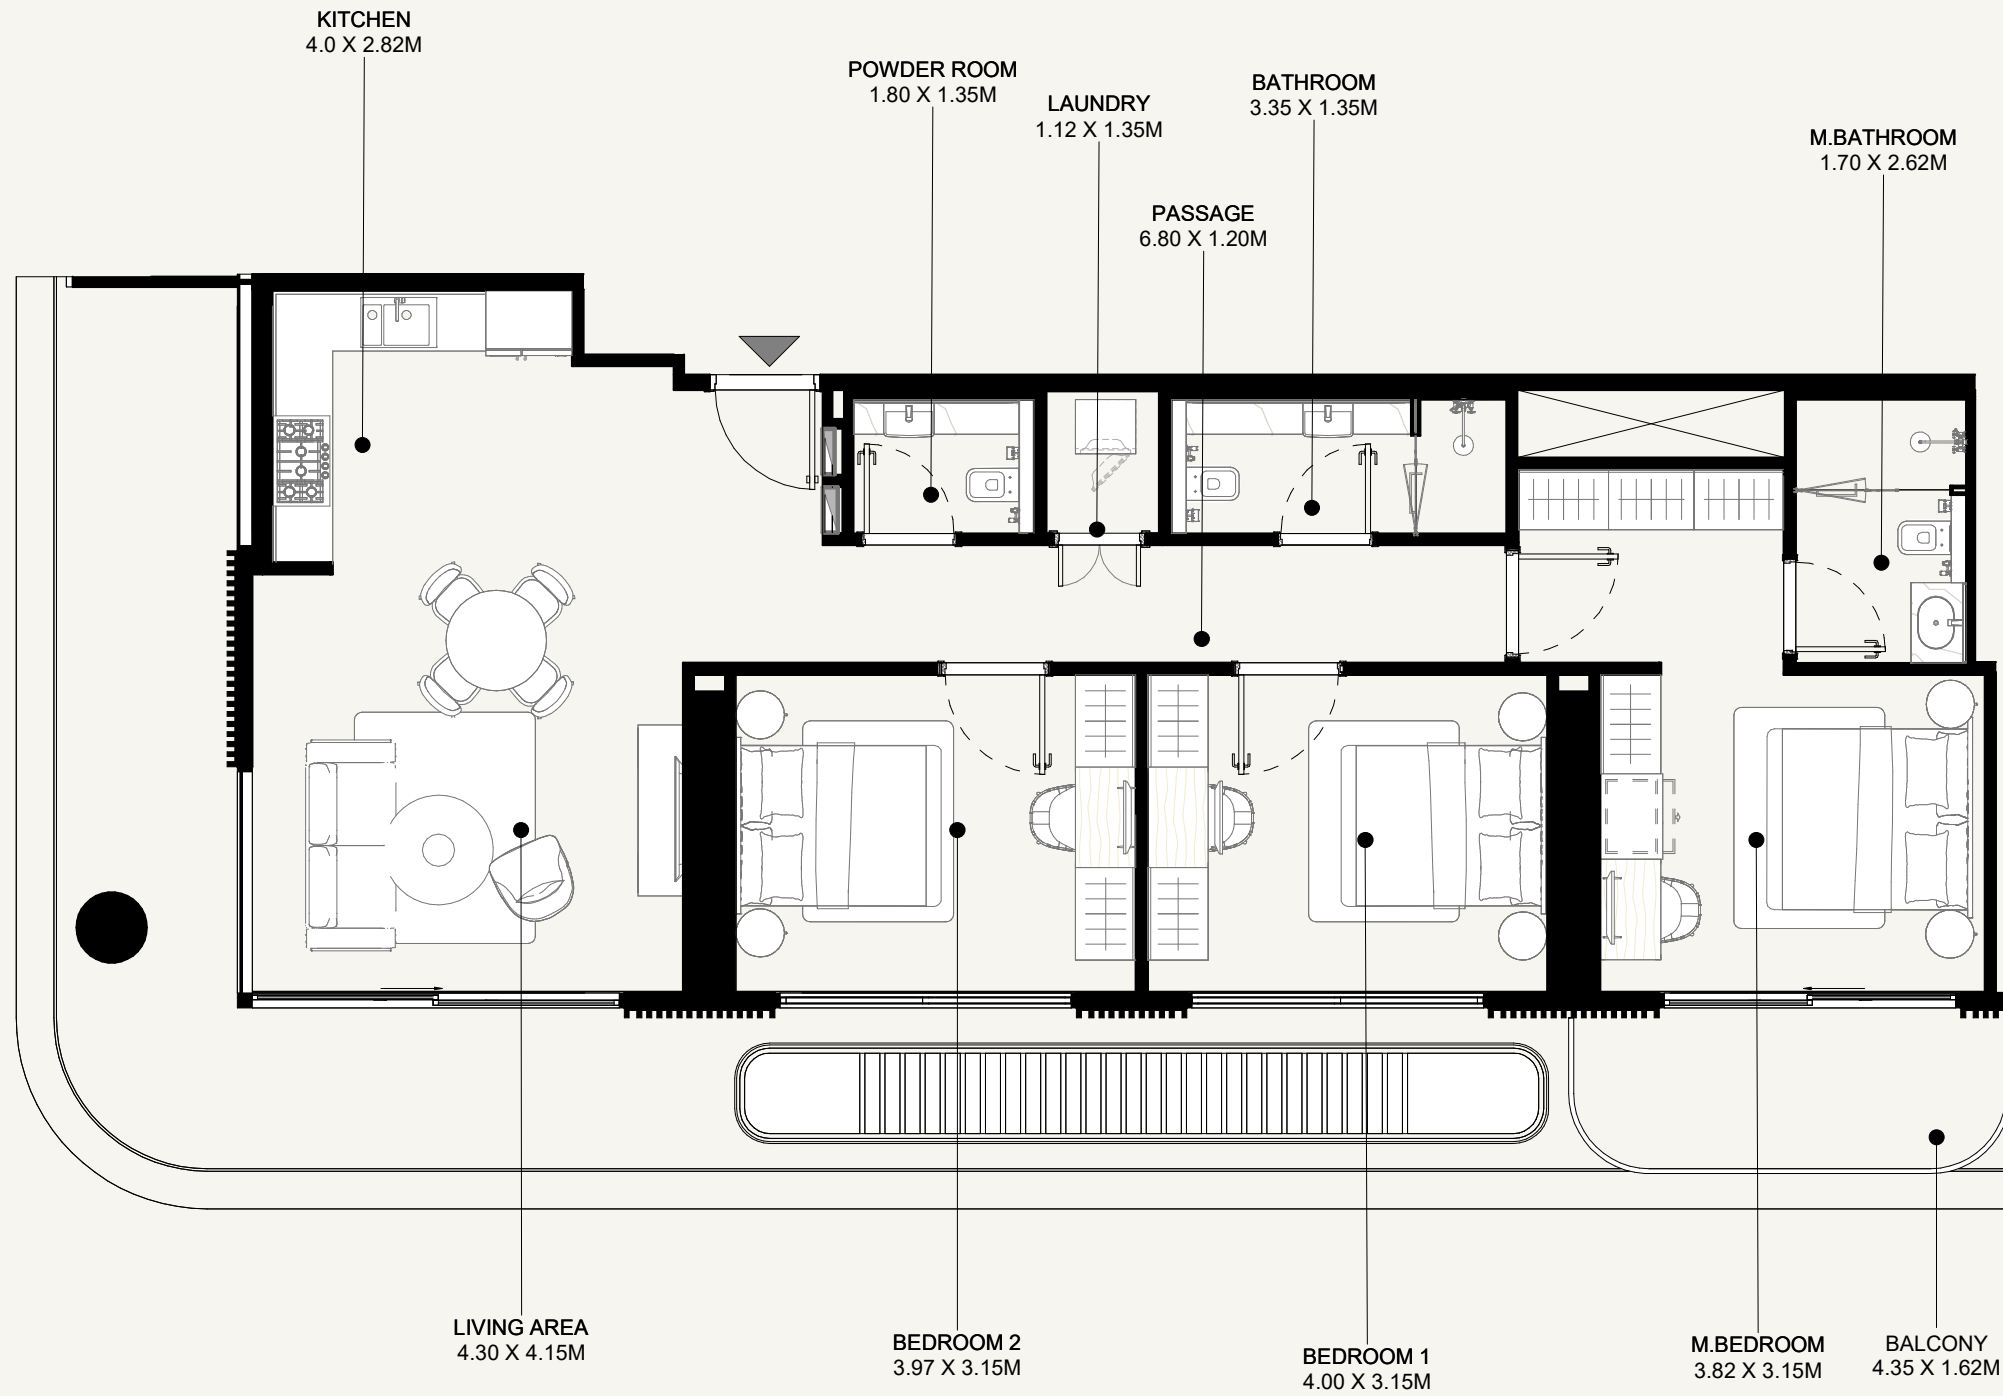 KITCHEN
4.0 X 2.82M
POWDER ROOM
1.80 X 1.35M
LAUNDRY
1.12 X 1.35M
BATHROOM
3.35 X 1.35M
M.BATHROOM
1.70 X 2.62M
PASSAGE
6.80 X 1.20M
LIVING AREA
4.30 X 4.15M
BEDROOM 2
3.97 X 3.15M
BEDROOM 1
4.00 X 3.15M
M.BEDROOM
3.82 X 3.15M
BALCONY
4.35 X 1.62M